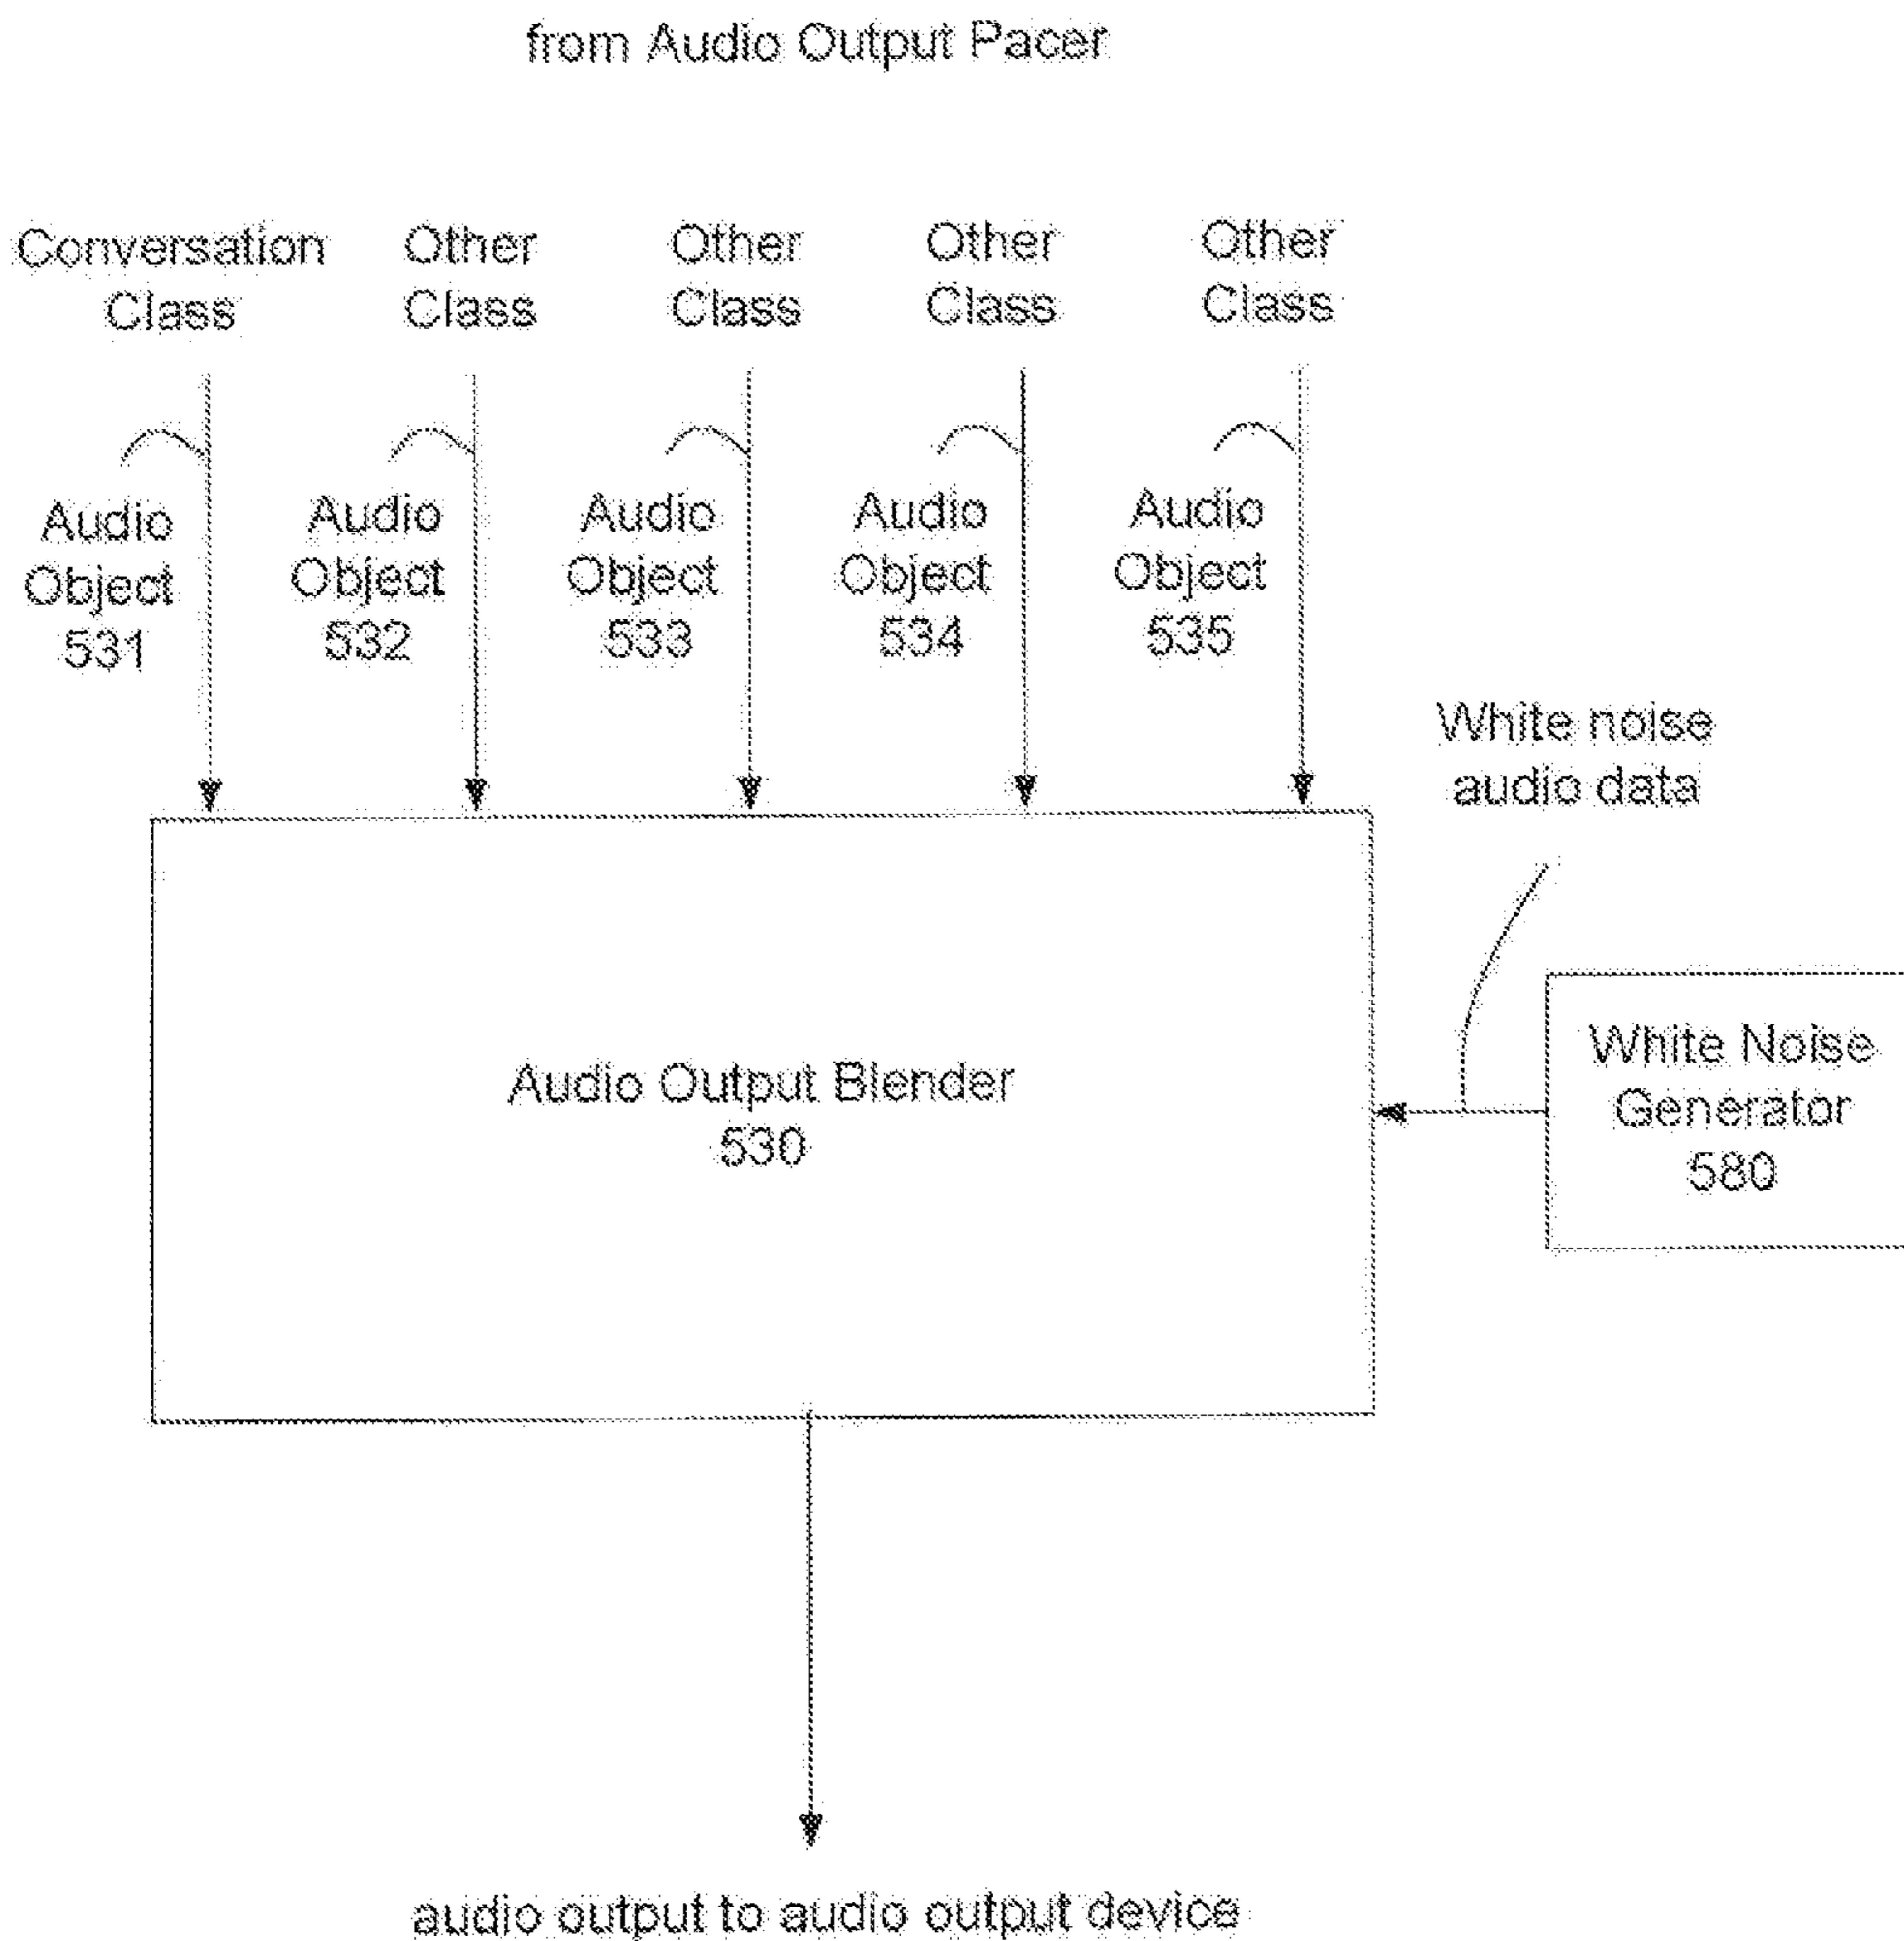 from Audio Output Pacer
Conversation
Class
Other
Class
Other
Class
Other
Class
Other
Class
Audio
Object
531
Audio
Object
532
Audio
Object
533
Audio
Object
534
Audio
Object
535
White noise
audio data
Audio Output Blender
530
White Noise
Generator
580
audio output to audio output device